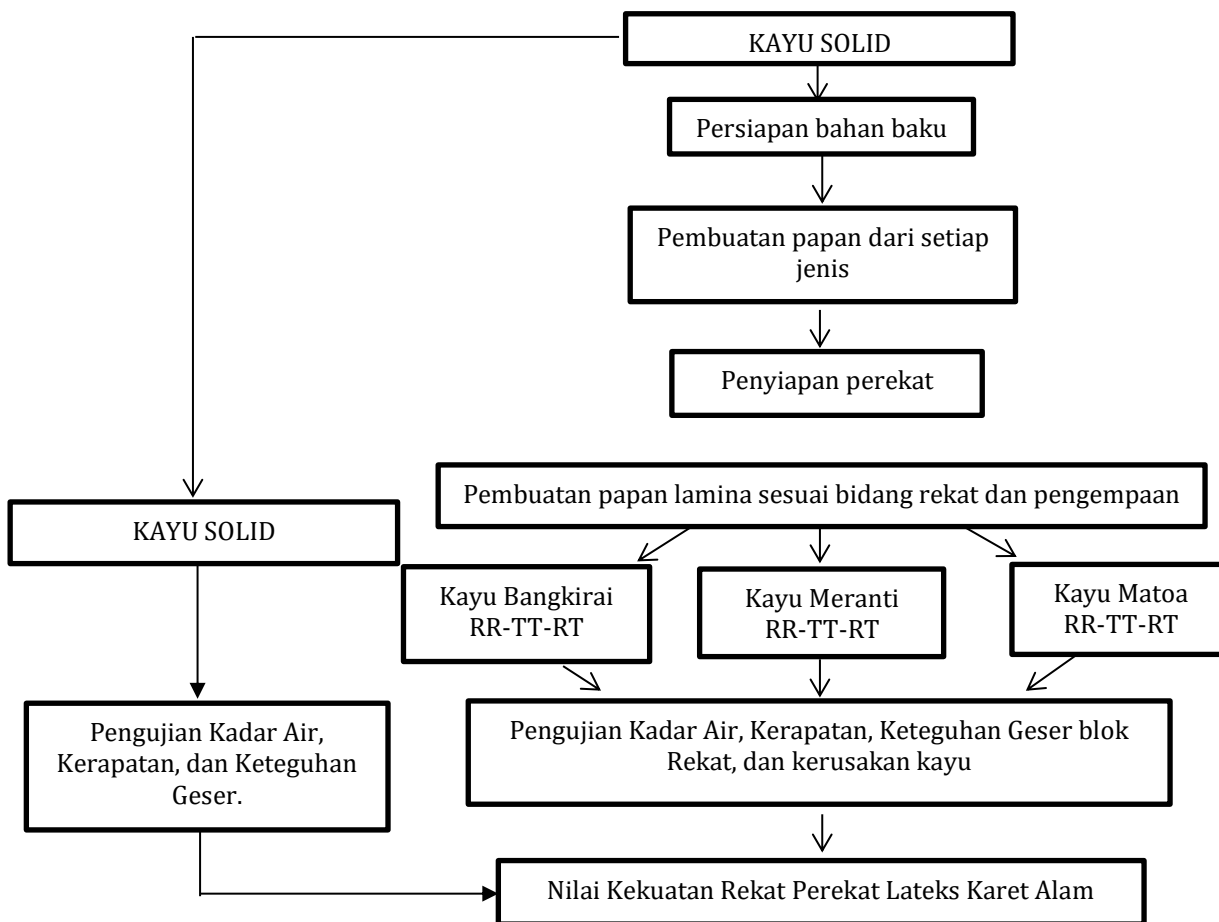 KAYU SOLID
Persiapan bahan baku
Pembuatan papan dari setiap
jenis
Penyiapan perekat
Pembuatan papan lamina sesuai bidang rekat dan pengempaan
KAYU SOLID
Kayu Bangkirai
RR-TT-RT
Kayu Meranti
RR-TT-RT
Kayu Matoa
RR-TT-RT
Pengujian Kadar Air,
Kerapatan, dan Keteguhan
Geser.
Pengujian Kadar Air, Kerapatan, Keteguhan Geser blok
Rekat, dan kerusakan kayu
Nilai Kekuatan Rekat Perekat Lateks Karet Alam